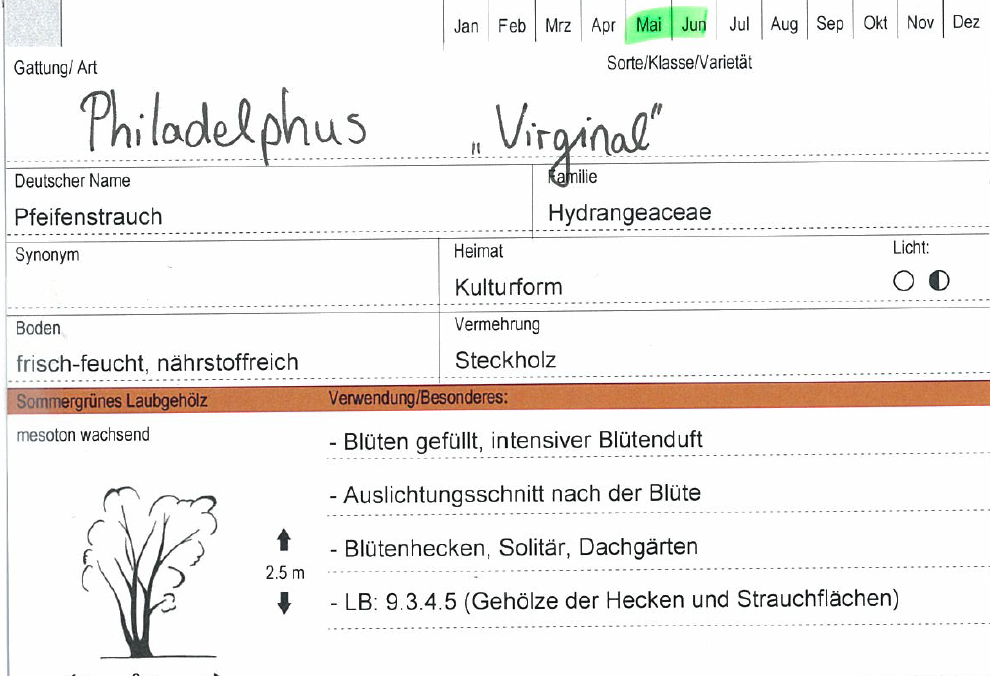 Jan Feb Mrz Apr Mai Jun Jul Aug Sep Okt Nov Dez
Gattung/ Art Sorte/Klasse/Varietät
Philadelphus „Virginal"
Deutscher Name Familie
Pfeifenstrauch Hydrangeaceae
Synonym Heimat Licht:
Kulturform
Boden Vermehrung
frisch-feucht, nährstoffreich Steckholz
Sommergrünes Laubgehölz Verwendung/Besonderes:
mesoton wachsend
- Blüten gefüllt, intensiver Blütenduft
- Auslichtungsschnitt nach der Blüte
- Blütenhecken, Solitär, Dachgärten
2.5 m
- LB: 9.3.4.5 (Gehölze der Hecken und Strauchflächen)